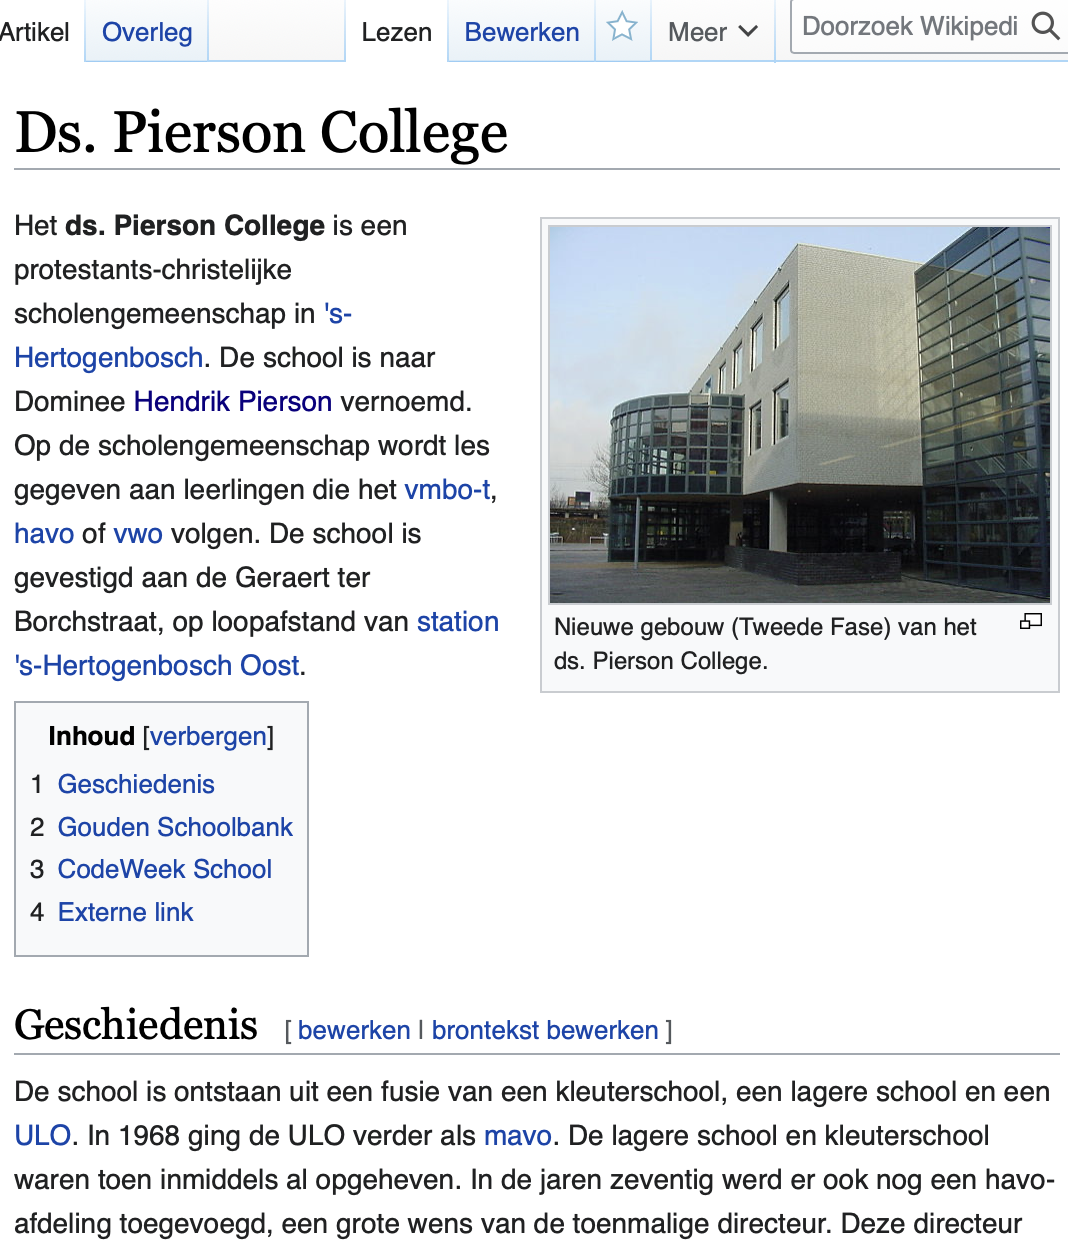 Artikel Overleg Lezen Bewerken Meer Doorzoek Wikipedi
Ds. Pierson College
Het ds. Pierson College is een
protestants-christelijke
scholengemeenschap in 's-
Hertogenbosch. De school is naar
Dominee Hendrik Pierson vernoemd.
Op de scholengemeenschap wordt les
gegeven aan leerlingen die het vmbo-t,
havo of vwo volgen. De school is
gevestigd aan de Geraert ter
Borchstraat, op loopafstand van station
's-Hertogenbosch Oost.
Nieuwe gebouw (Tweede Fase) van het
ds. Pierson College.
Inhoud [verbergen]
1 Geschiedenis
2 Gouden Schoolbank
3 CodeWeek School
4 Externe link
Geschiedenis [ bewerken | brontekst bewerken ]
De school is ontstaan uit een fusie van een kleuterschool, een lagere school en een
ULO. In 1968 ging de ULO verder als mavo. De lagere school en kleuterschool
waren toen inmiddels al opgeheven. In de jaren zeventig werd er ook nog een havo-
afdeling toegevoegd, een grote wens van de toenmalige directeur. Deze directeur